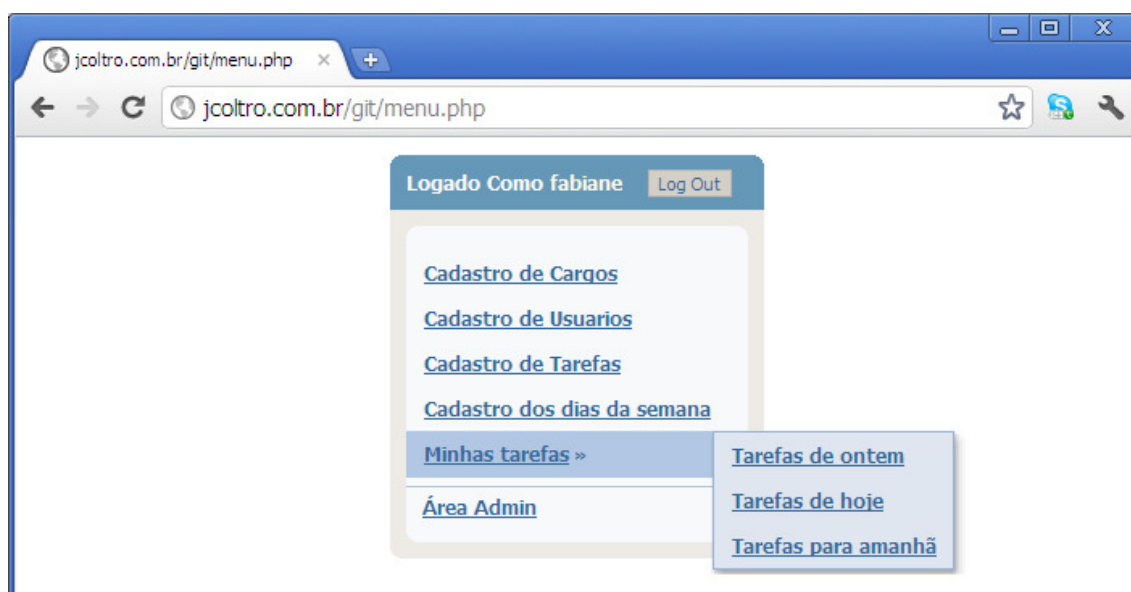 jcoltro.com.br/git/menu.php
jcoltro.com.br/git/menu.php
Logado Como fabiane Log Out
Cadastro de Cargos
Cadastro de Usuarios
Cadastro de Tarefas
Cadastro dos dias da semana
Minhas tarefas »
Tarefas de ontem
Tarefas de hoje
Tarefas para amanhã
Área Admin